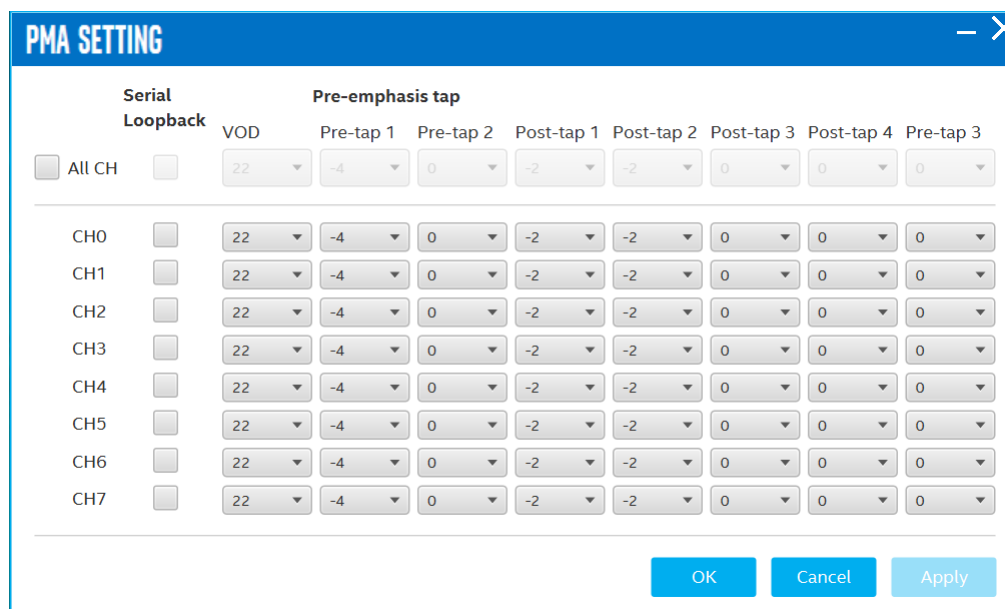 PMA SETTING
Serial Loopback
Pre-emphasis tap
VOD Pre-tap 1 Pre-tap 2 Post-tap 1 Post-tap 2 Post-tap 3 Post-tap 4 Pre-tap 3
All CH 22 -4 0 -2 -2 0 0 0
CH0 22 -4 0 -2 -2 0 0 0
CH1 22 -4 0 -2 -2 0 0 0
CH2 22 -4 0 -2 -2 0 0 0
CH3 22 -4 0 -2 -2 0 0 0
CH4 22 -4 0 -2 -2 0 0 0
CH5 22 -4 0 -2 -2 0 0 0
CH6 22 -4 0 -2 -2 0 0 0
CH7 22 -4 0 -2 -2 0 0 0
OK Cancel Apply